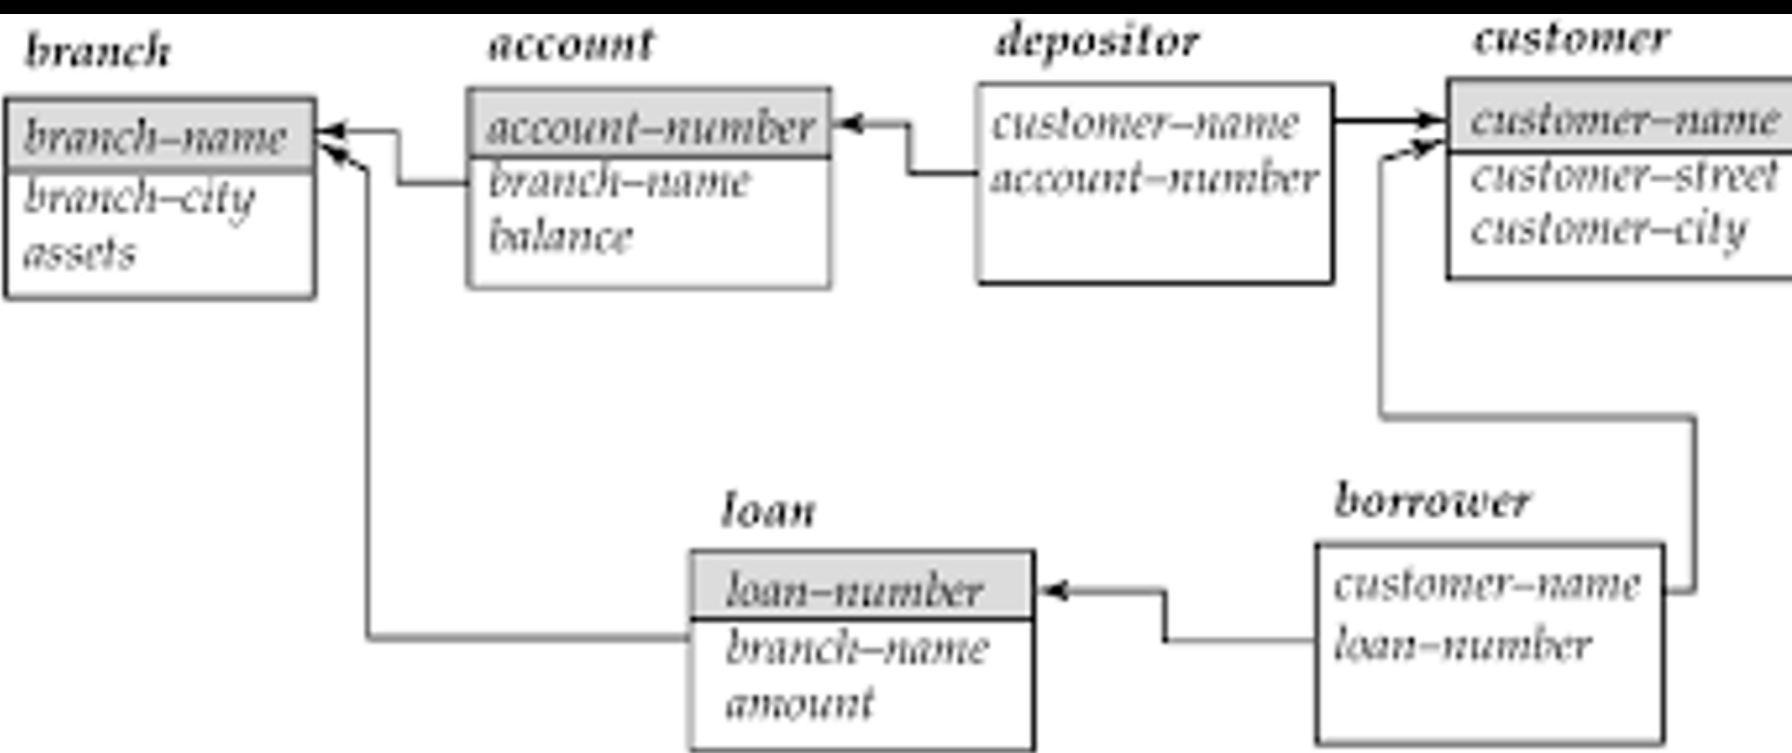 branch
branch–name
branch–city
assets
account
account–number
branch–name
balance
depositor
customer–name
account–number
customer
customer–name
customer–street
customer–city
loan
loan–number
branch–name
amount
borrower
customer–name
loan–number